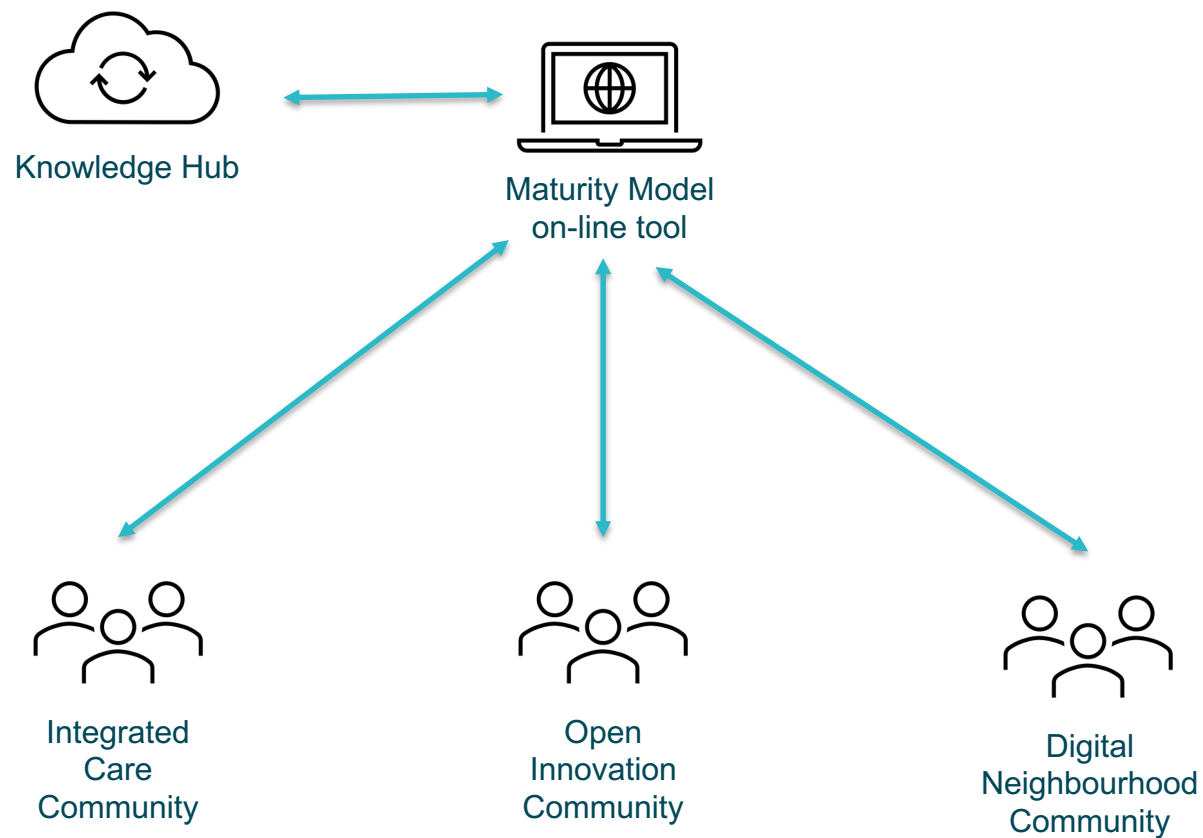 Knowledge Hub
Maturity Model
on-line tool
Integrated
Care
Community
Open
Innovation
Community
Digital
Neighbourhood
Community